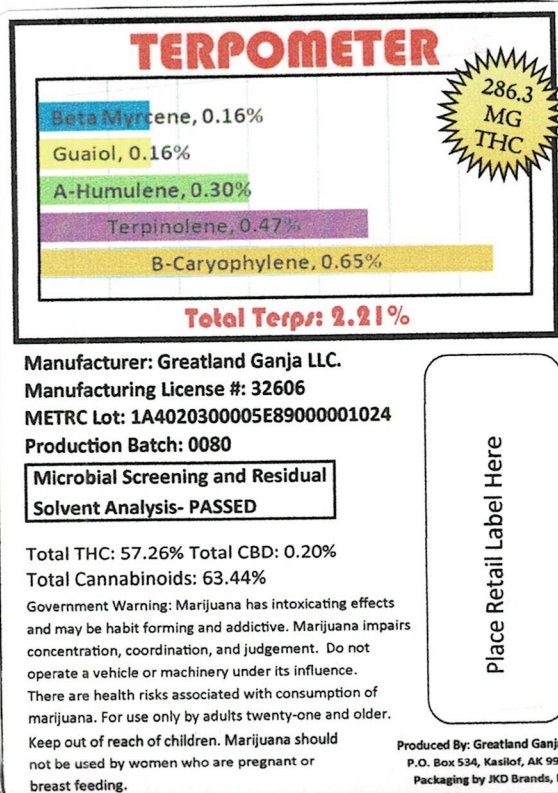 TERPOMETER
286.3
MG
THC
Beta Myrcene, 0.16%
Guaiol, 0.16%
A-Humulene, 0.30%
Terpinolene, 0.47%
B-Caryophylene, 0.65%
Total Terps: 2.21%
Manufacturer: Greatland Ganja LLC.
Manufacturing License #: 32606
METRC Lot: 1A4020300005E89000001024
Production Batch: 0080
Microbial Screening and Residual
Solvent Analysis- PASSED
Total THC: 57.26% Total CBD: 0.20%
Total Cannabinoids: 63.44%
Government Warning: Marijuana has intoxicating effects
and may be habit forming and addictive. Marijuana impairs
concentration, coordination, and judgement. Do not
operate a vehicle or machinery under its influence.
There are health risks associated with consumption of
marijuana. For use only by adults twenty-one and older.
Keep out of reach of children. Marijuana should
not be used by women who are pregnant or
breast feeding.
Place Retail Label Here
Produced By: Greatland Ganja
P.O. Box 534, Kasilof, AK 99
Packaging by JKD Brands,